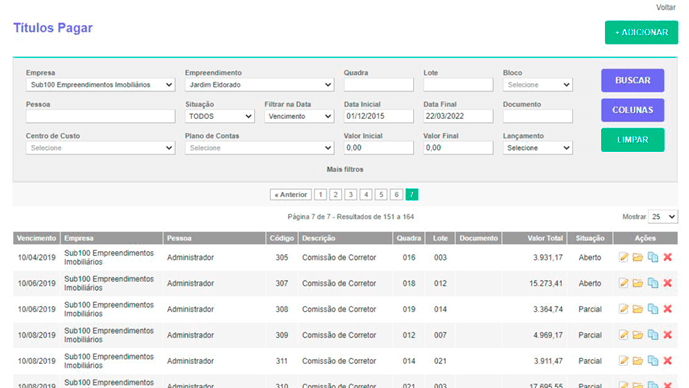 Voltar
Títulos Pagar
+ ADICIONAR
Empresa Empreendimento Quadra Lote Bloco
Sub100 Empreendimentos Imobiliários Jardim Eldorado Selecione
BUSCAR
Pessoa Situação Filtrar na Data Data Inicial Data Final Documento
TODOS Vencimento 01/12/2015 22/03/2022
COLUNAS
Centro de Custo Plano de Contas Valor Inicial Valor Final Lançamento
Selecione Selecione 0,00 0,00 Selecione
LIMPAR
Mais filtros
« Anterior 1 2 3 4 5 6 7
Página 7 de 7 - Resultados de 151 a 164
Mostrar 25
Vencimento Empresa Pessoa Código Descrição Quadra Lote Documento Valor Total Situação Ações
10/04/2019 Sub100 Empreendimentos Imobiliários Administrador 305 Comissão de Corretor 016 003 3.931,17 Aberto
10/06/2019 Sub100 Empreendimentos Imobiliários Administrador 307 Comissão de Corretor 018 012 15.273,41 Aberto
10/06/2019 Sub100 Empreendimentos Imobiliários Administrador 308 Comissão de Corretor 019 014 3.364,74 Parcial
10/08/2019 Sub100 Empreendimentos Imobiliários Administrador 309 Comissão de Corretor 012 007 4.969,17 Parcial
10/08/2019 Sub100 Empreendimentos Imobiliários Administrador 311 Comissão de Corretor 014 021 3.911,47 Parcial
10/08/2019 Sub100 Empreendimentos Administrador 310 Comissão de Corretor 021 003 17.695,55 Parcial